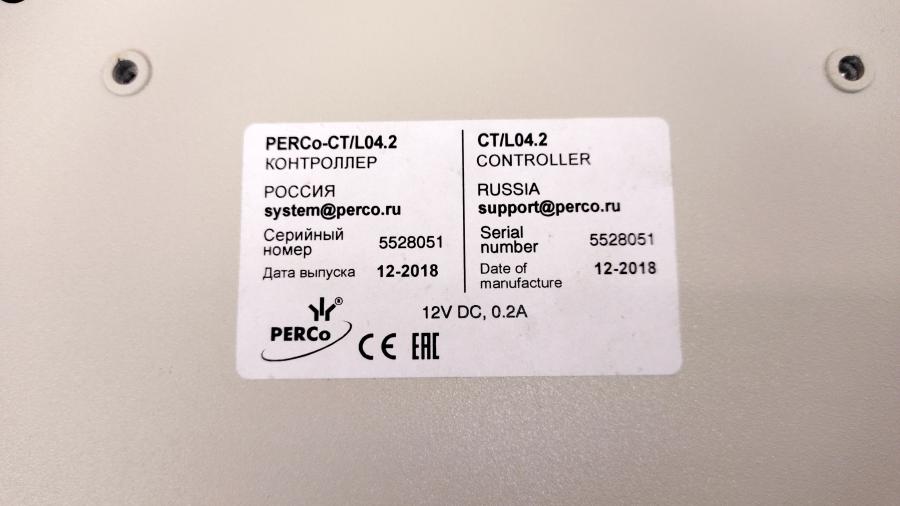 PERCo-CT/L04.2
КОНТРОЛЛЕР
РОССИЯ
system@perco.ru
Серийный
номер 5528051
Дата выпуска 12-2018
CT/L04.2
CONTROLLER
RUSSIA
support@perco.ru
Serial
number 5528051
Date of
manufacture 12-2018
12V DC, 0.2A
PERCo®
CE EAC